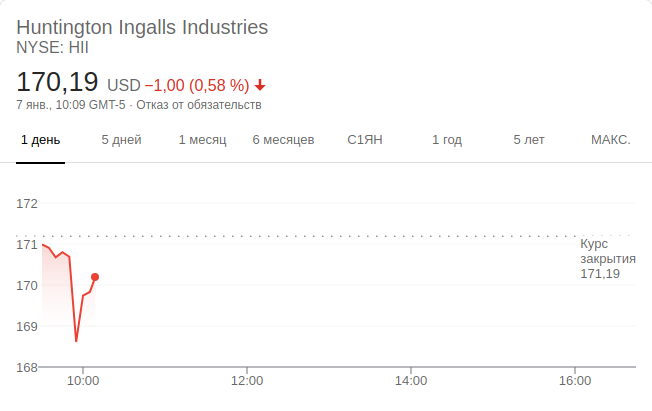 Huntington Ingalls Industries
NYSE: HII
170,19 USD −1,00 (0,58 %)
7 янв., 10:09 GMT-5 · Отказ от обязательств
1 день 5 дней 1 месяц 6 месяцев С1ЯН 1 год 5 лет МАКС.
172
171
170
169
168
Курс
закрытия
171,19
10:00 12:00 14:00 16:00